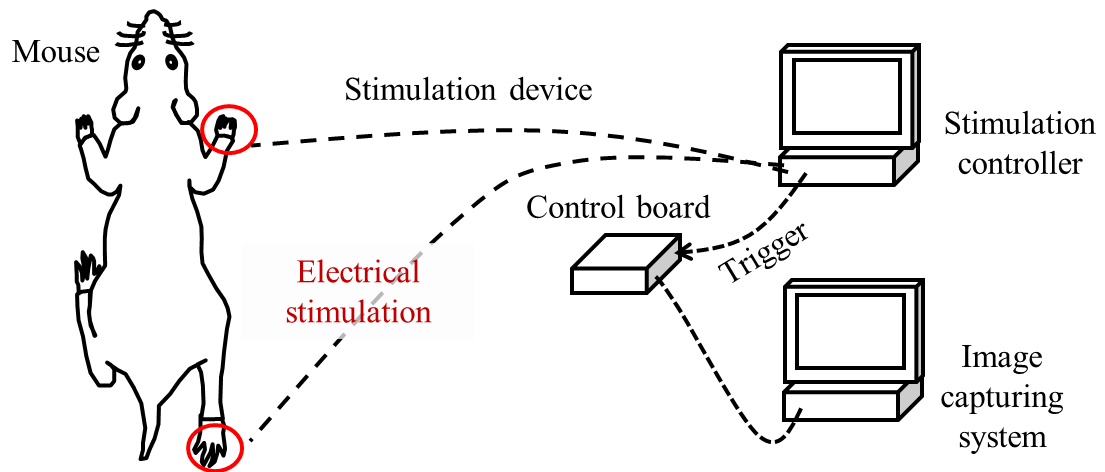 Mouse
Stimulation device
Stimulation
controller
Control board
Trigger
Electrical
stimulation
Image
capturing
system